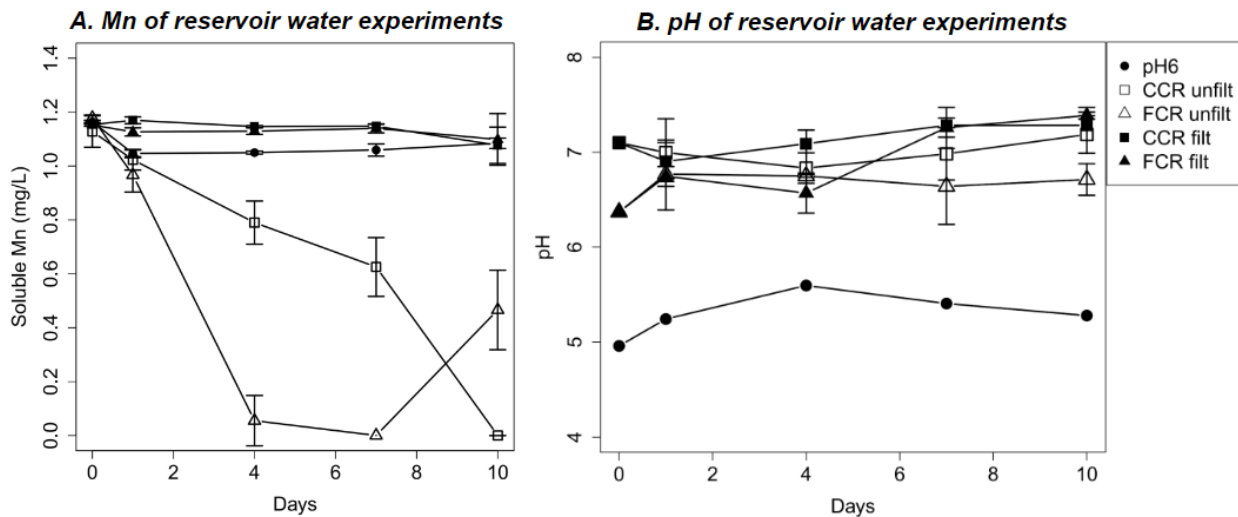 A. Mn of reservoir water experiments
1.4
1.2
1.0
0.8
0.6
0.4
0.2
0.0
Soluble Mn (mg/L)
0 2 4 6 8 10
Days
B. pH of reservoir water experiments
8
7
6
5
4
pH
0 2 4 6 8 10
Days
pH6
CCR unfilt
FCR unfilt
CCR filt
FCR filt